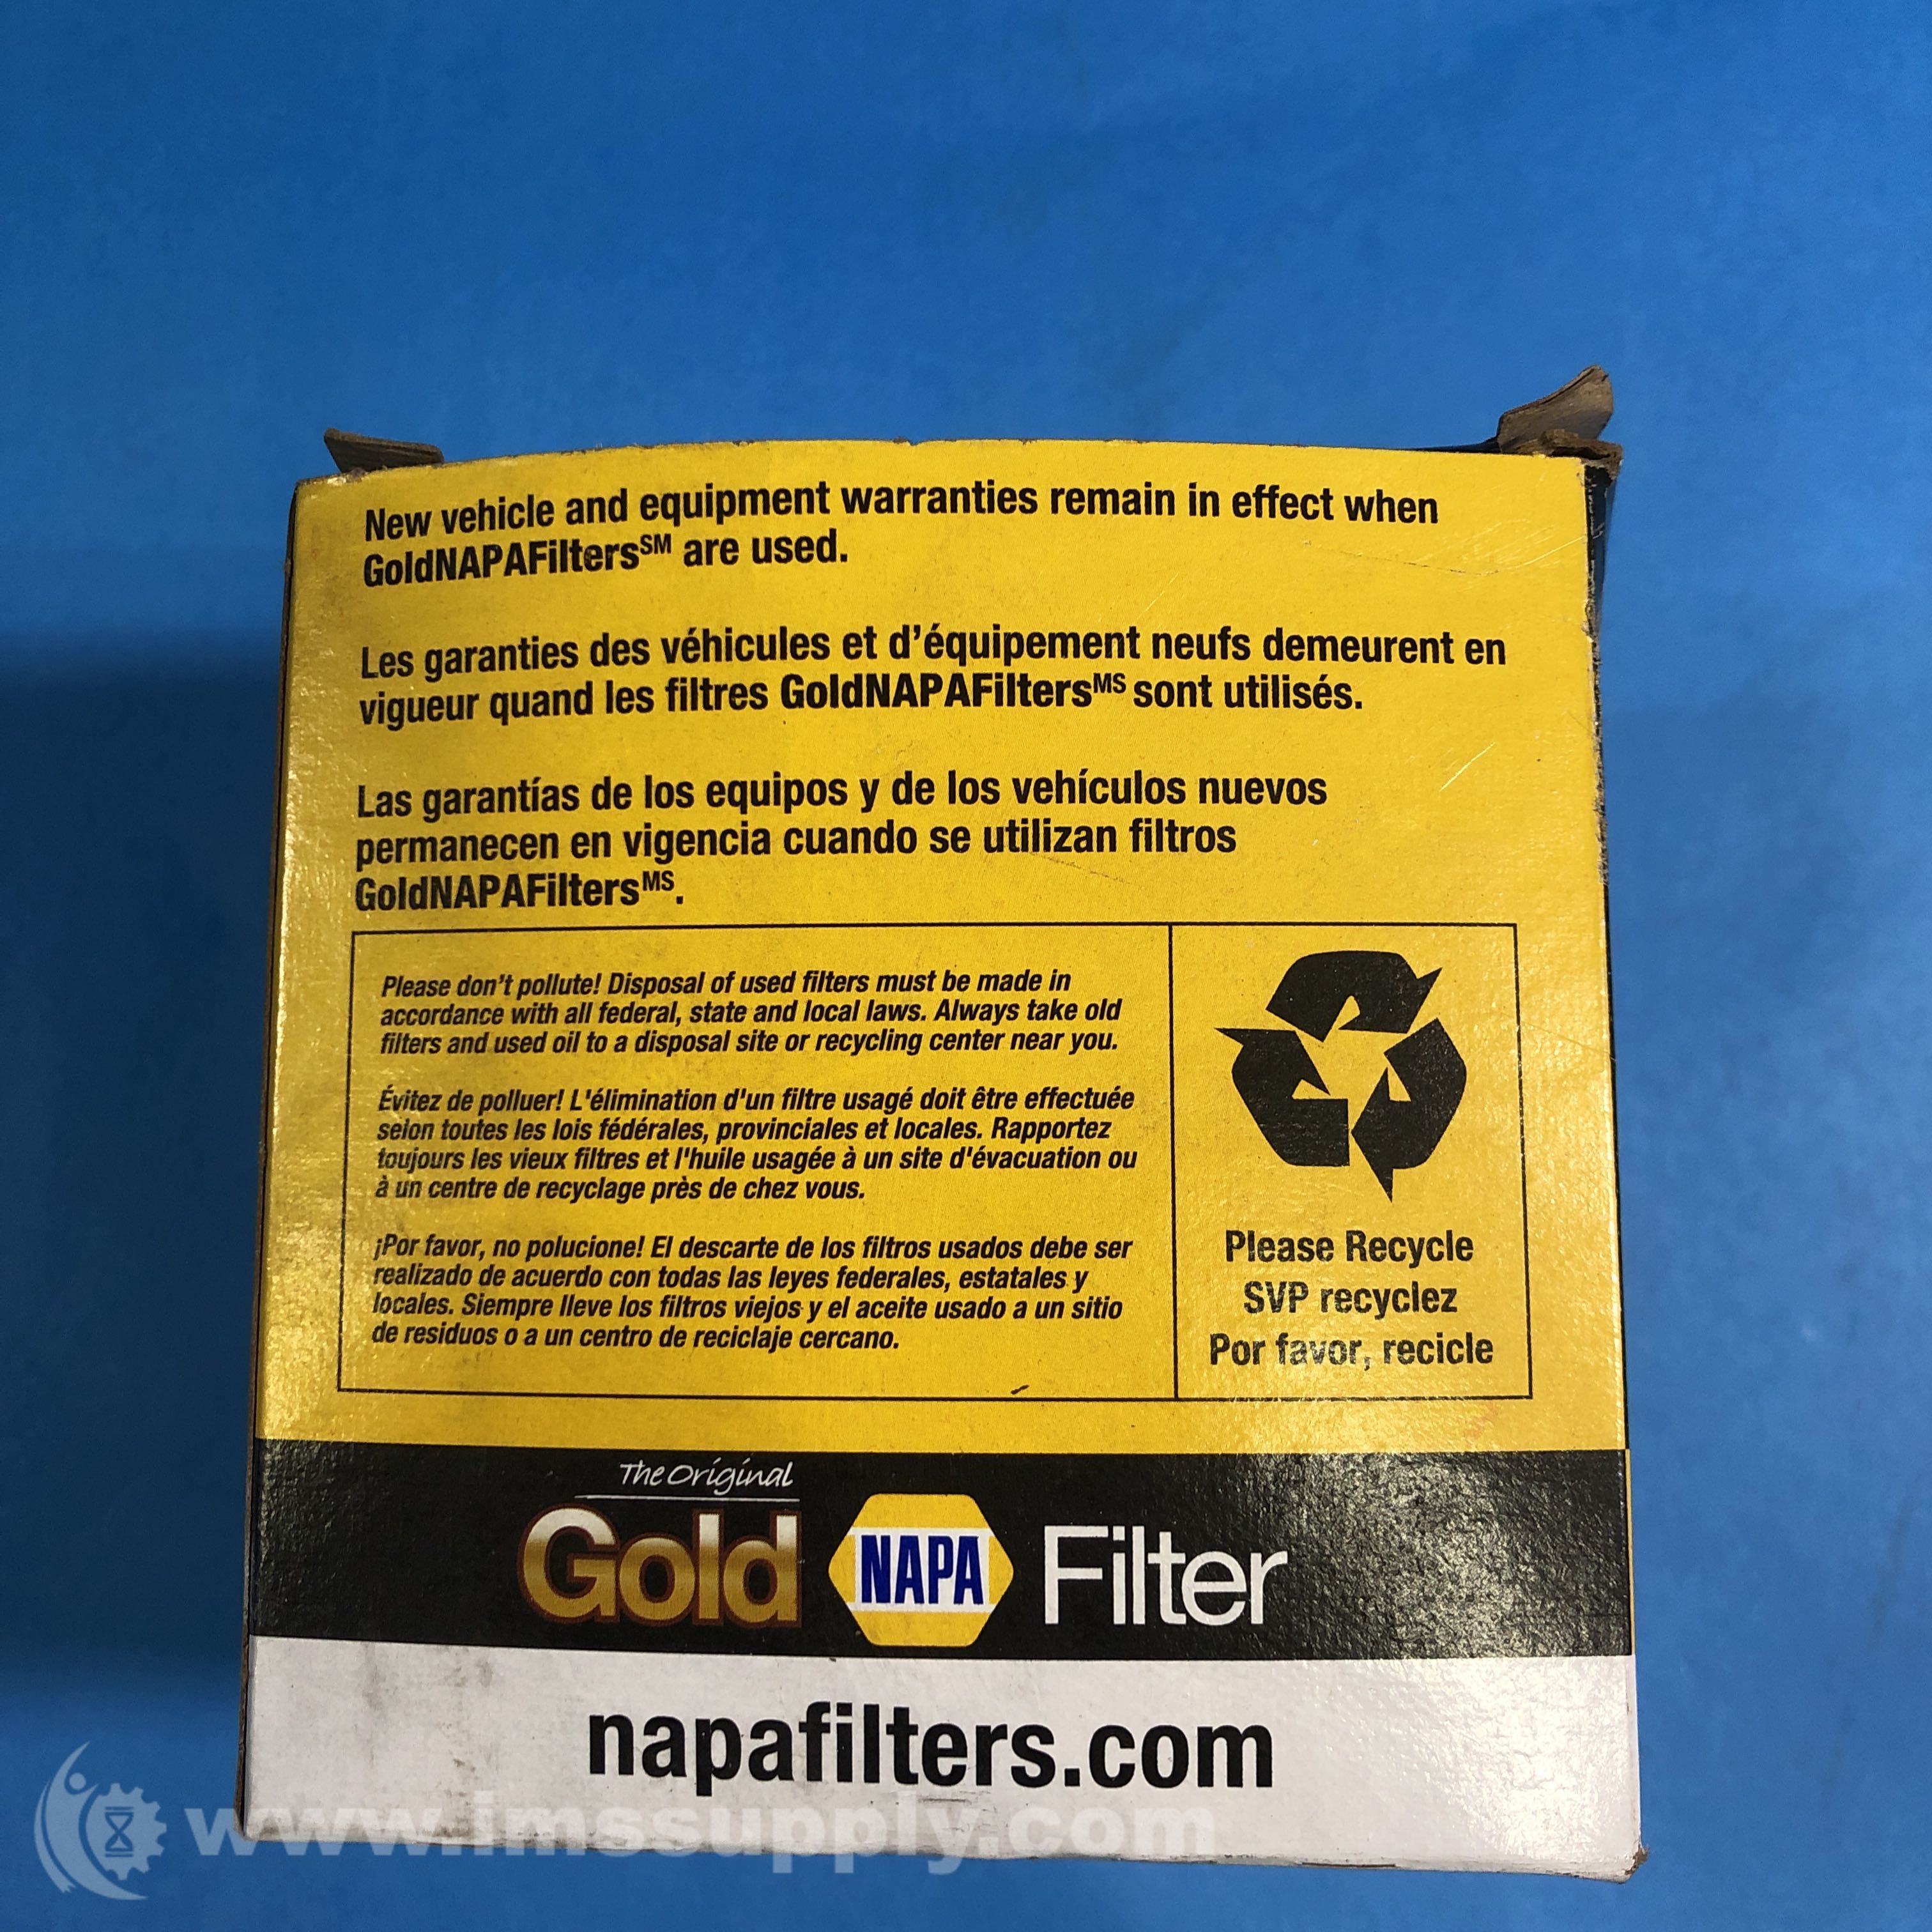 New vehicle and equipment warranties remain in effect when
GoldNAPAFiltersSM are used.
Les garanties des véhicules et d'équipement neufs demeurent en
vigueur quand les filtres GoldNAPAFiltersMS sont utilisés.
Las garantías de los equipos y de los vehículos nuevos
permanecen en vigencia cuando se utilizan filtros
GoldNAPAFiltersMS.
Please don't pollute! Disposal of used filters must be made in
accordance with all federal, state and local laws. Always take old
filters and used oil to a disposal site or recycling center near you.
Évitez de polluer! L'élimination d'un filtre usagé doit être effectuée
selon toutes les lois fédérales, provinciales et locales. Rapportez
toujours les vieux filtres et l'huile usagée à un site d'évacuation ou
à un centre de recyclage près de chez vous.
¡Por favor, no polucione! El descarte de los filtros usados debe ser
realizado de acuerdo con todas las leyes federales, estatales y
locales. Siempre lleve los filtros viejos y el aceite usado a un sitio
de residuos o a un centro de reciclaje cercano.
Please Recycle
SVP recyclez
Por favor, recicle
The Original
Gold NAPA Filter
napafilters.com
www.imssupply.com